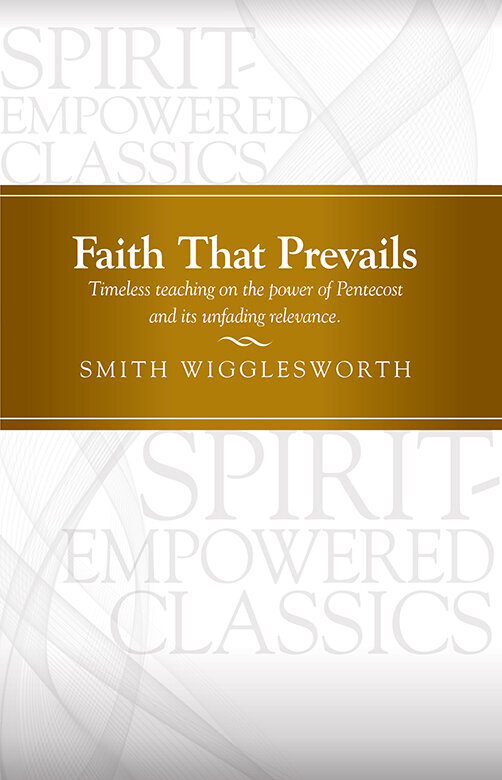 SPIRIT-
EMPOWERED
CLASSICS
Faith That Prevails
Timeless teaching on the power of Pentecost
and its unfading relevance.
SMITH WIGGLESWORTH
SPIRIT-
EMPOWERED
CLASSICS